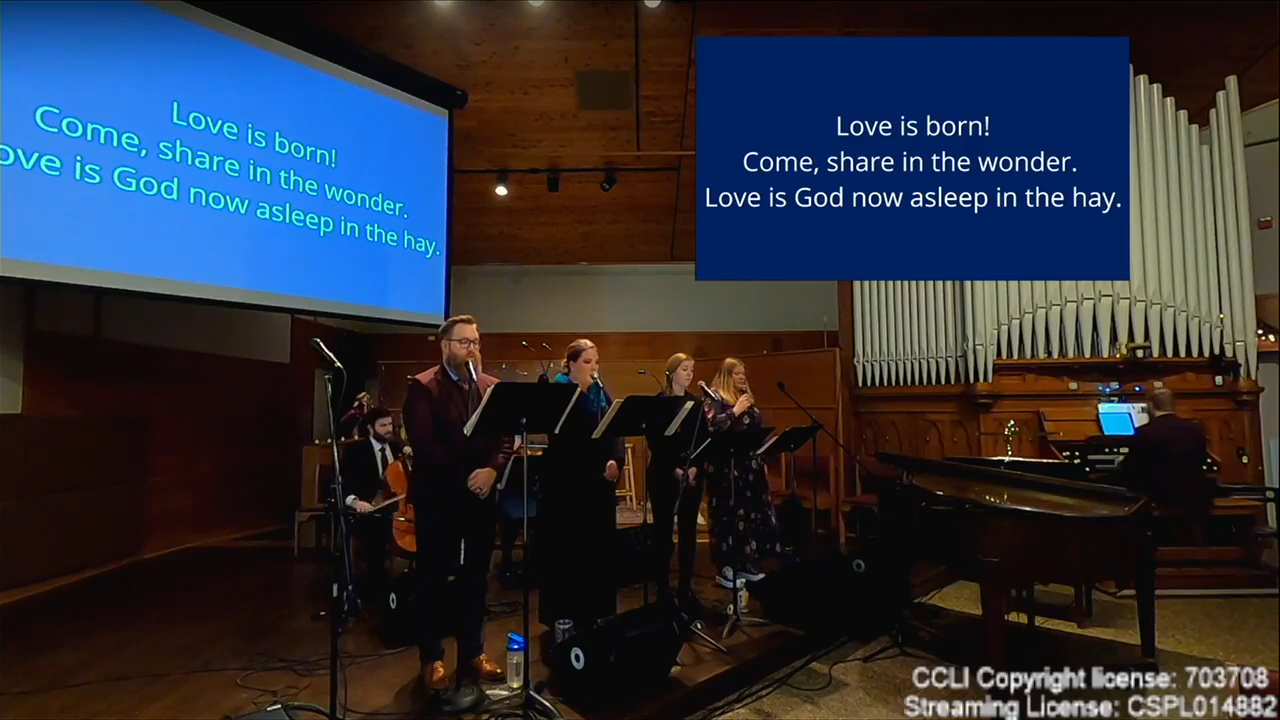 Love is born!
Come, share in the wonder.
ove is God now asleep in the hay.
Love is born!
Come, share in the wonder.
Love is God now asleep in the hay.
CCLI Copyright license: 703708
Streaming License: CSPL014882